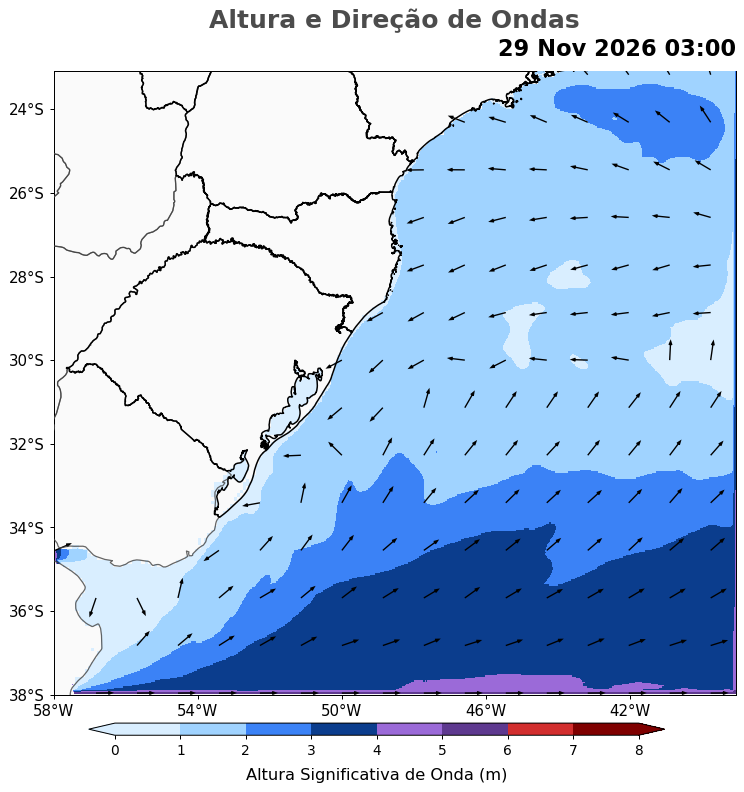 Altura e Direção de Ondas
29 Nov 2026 03:00
24°S
26°S
28°S
30°S
32°S
34°S
36°S
38°S
58°W 54°W 50°W 46°W 42°W
0 1 2 3 4 5 6 7 8
Altura Significativa de Onda (m)